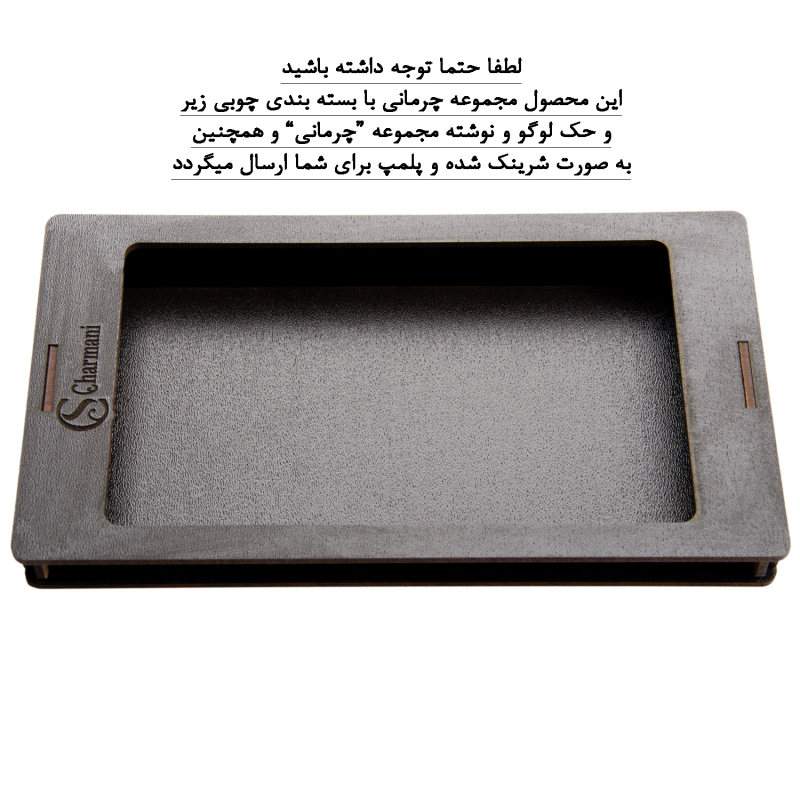 لطفا حتما توجه داشته باشید
این محصول مجموعه چرمانی با بسته بندی چوبی زیر
و حک لوگو و نوشته مجموعه ”چرمانی“ و همچنین
به صورت شرینک شده و پلمپ برای شما ارسال میگردد
Charmani